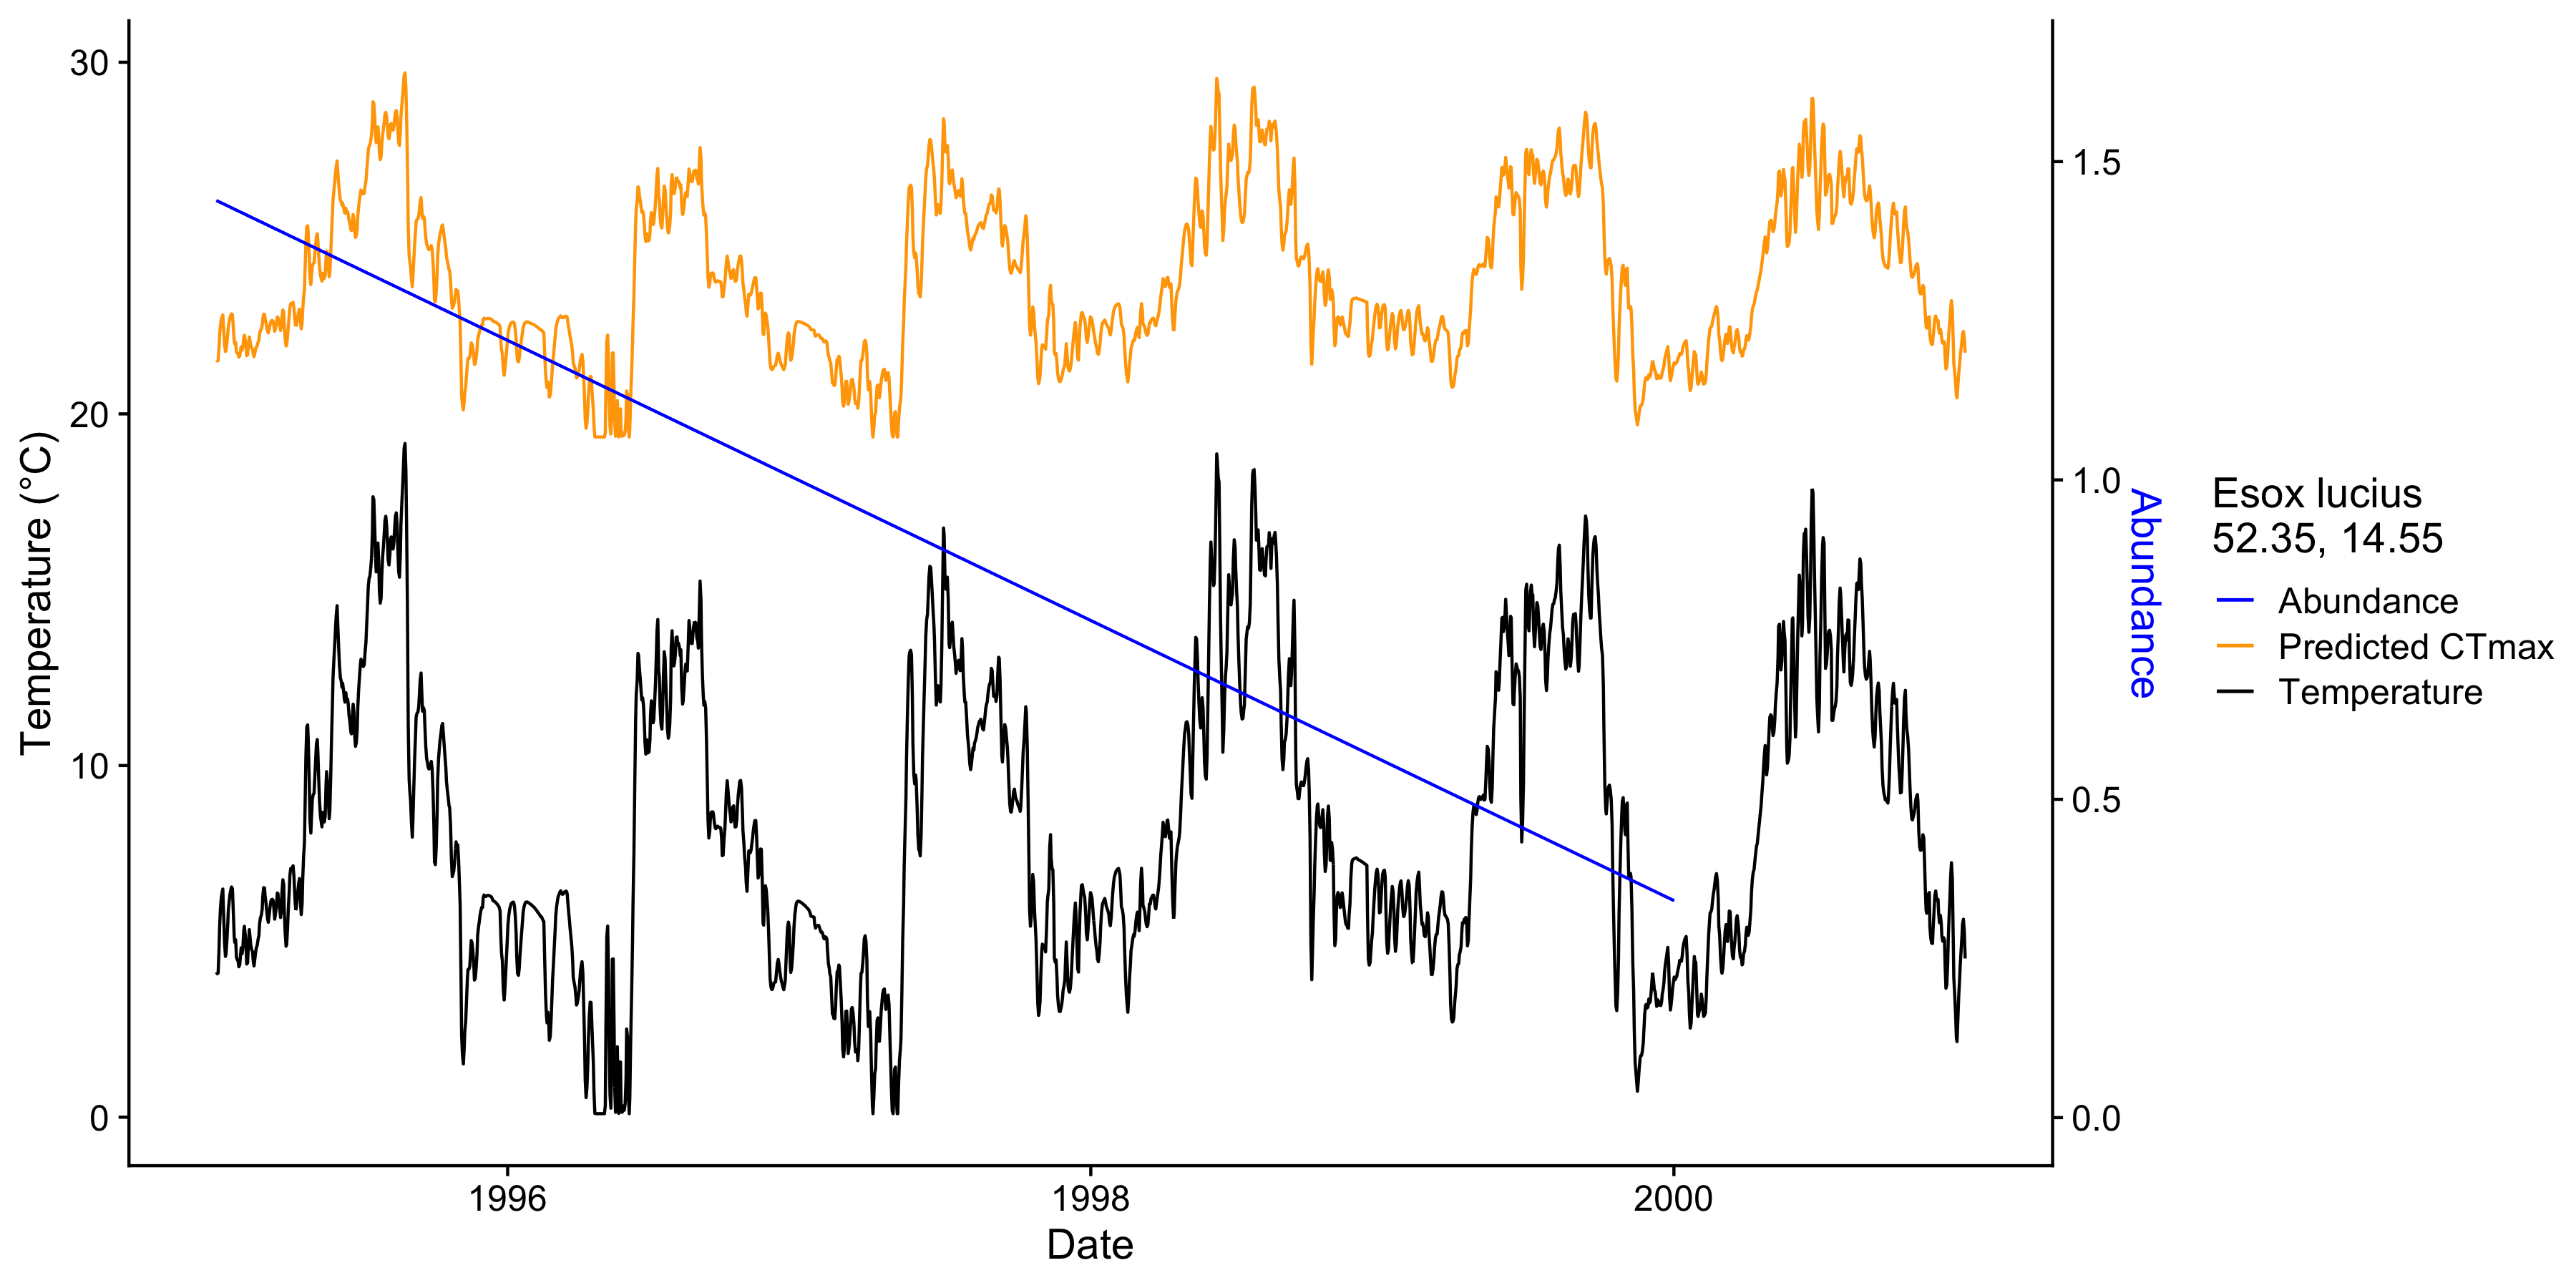 30
20
10
0
Temperature (°C)
1996
1998
2000
Date
1.5
1.0
0.5
0.0
Abundance
Esox lucius
52.35, 14.55
Abundance
Predicted CTmax
Temperature